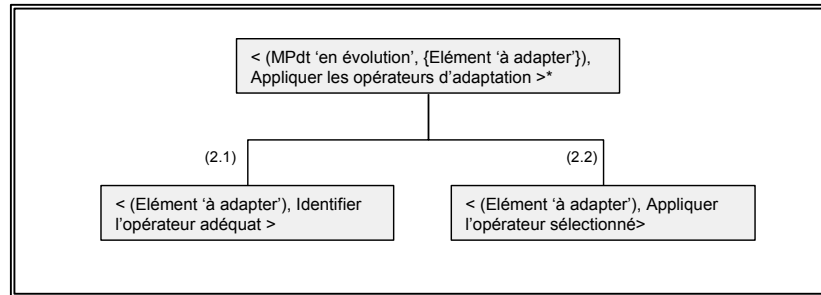 < (MPdt ‘en évolution’, {Elément ‘à adapter’}),
Appliquer les opérateurs d’adaptation >*
(2.1)
(2.2)
< (Elément ‘à adapter’), Identifier
l’opérateur adéquat >
< (Elément ‘à adapter’), Appliquer
l’opérateur sélectionné>